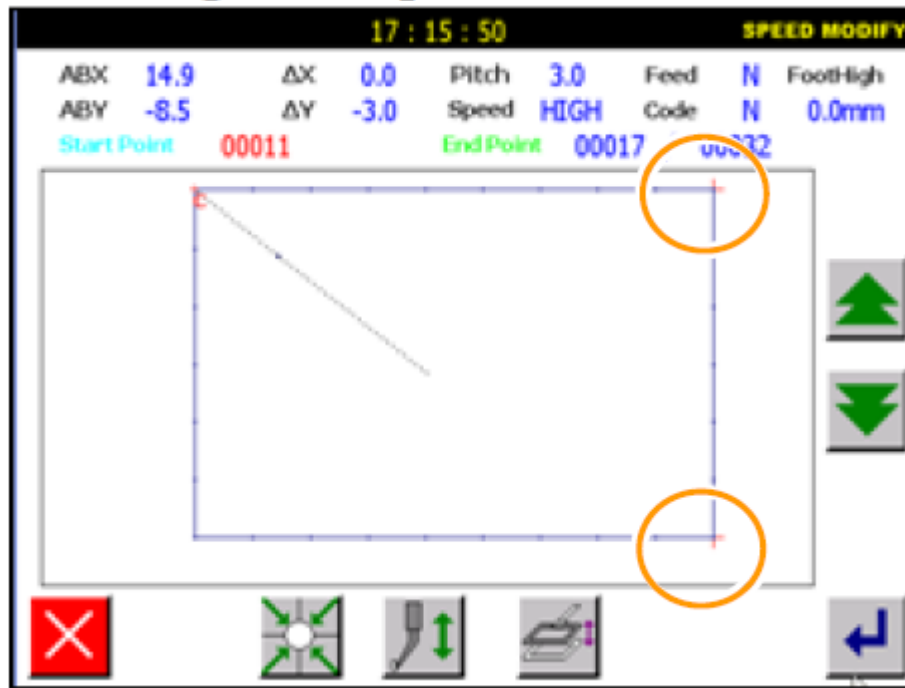 17 : 15 : 50 SPEED MODIFY
ABX 14.9 ΔX 0.0 Pitch 3.0 Feed N FootHigh
ABY -8.5 ΔY -3.0 Speed HIGH Code N 0.0mm
Start Point 00011 End Point 00017 00032